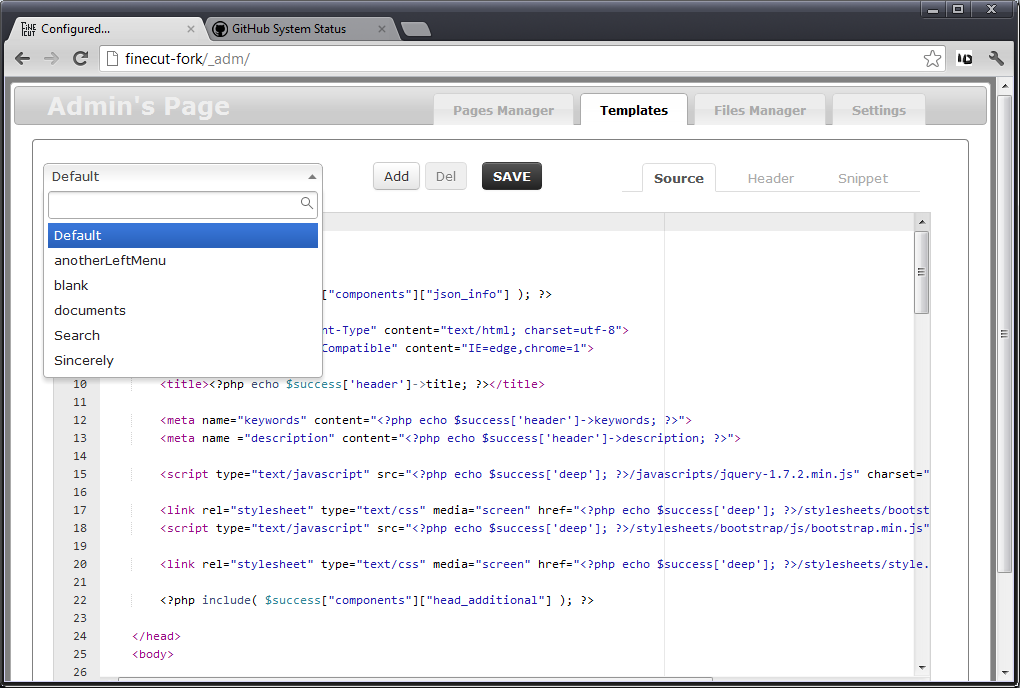 FINE CUT Configured...
GitHub System Status
finecut-fork/_adm/
Admin's Page
Pages Manager
Templates
Files Manager
Settings
Default
Add
Del
SAVE
Source
Header
Snippet
Default
anotherLeftMenu
blank
documents
Search
Sincerely
["components"]["json_info"] ); ?>
nt-Type" content="text/html; charset=utf-8">
Compatible" content="IE=edge,chrome=1">
10 <title><?php echo $success['header']->title; ?></title>
11
12 <meta name="keywords" content="<?php echo $success['header']->keywords; ?>">
13 <meta name ="description" content="<?php echo $success['header']->description; ?>">
14
15 <script type="text/javascript" src="<?php echo $success['deep']; ?>/javascripts/jquery-1.7.2.min.js" charset="
16
17 <link rel="stylesheet" type="text/css" media="screen" href="<?php echo $success['deep']; ?>/stylesheets/bootst
18 <script type="text/javascript" src="<?php echo $success['deep']; ?>/stylesheets/bootstrap/js/bootstrap.min.js"
19
20 <link rel="stylesheet" type="text/css" media="screen" href="<?php echo $success['deep']; ?>/stylesheets/style.
21
22 <?php include( $success["components"]["head_additional"] ); ?>
23
24 </head>
25 <body>
26